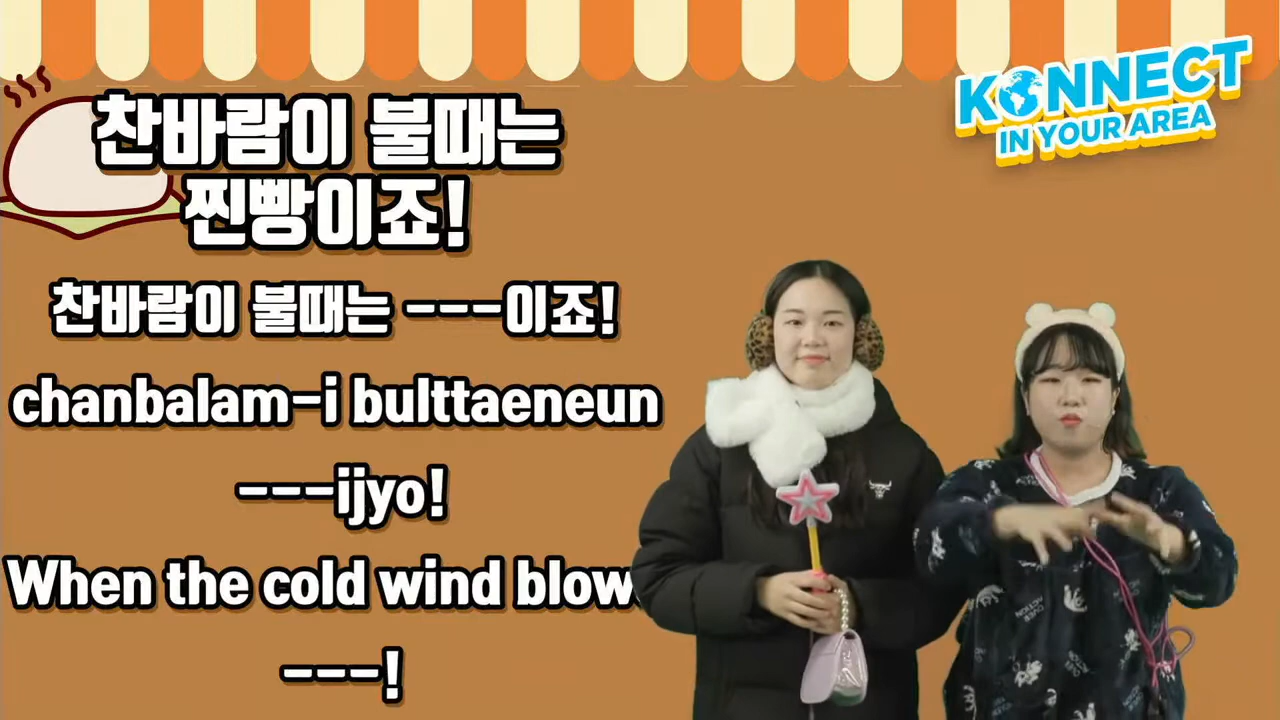 KONNECT
IN YOUR AREA
찬바람이 불때는
찐빵이죠!
찬바람이 불때는 ---이죠!
chanbalam-i bulttaeneun
---ijyo!
When the cold wind blow
---!